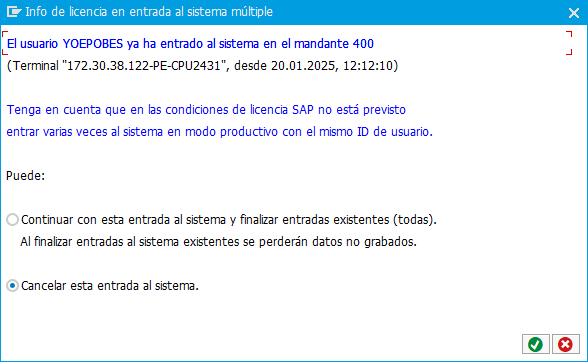 Info de licencia en entrada al sistema múltiple
El usuario YOEPOBES ya ha entrado al sistema en el mandante 400
(Terminal "172.30.38.122-PE-CPU2431", desde 20.01.2025, 12:12:10)
Tenga en cuenta que en las condiciones de licencia SAP no está previsto
entrar varias veces al sistema en modo productivo con el mismo ID de usuario.
Puede:
Continuar con esta entrada al sistema y finalizar entradas existentes (todas).
Al finalizar entradas al sistema existentes se perderán datos no grabados.
Cancelar esta entrada al sistema.